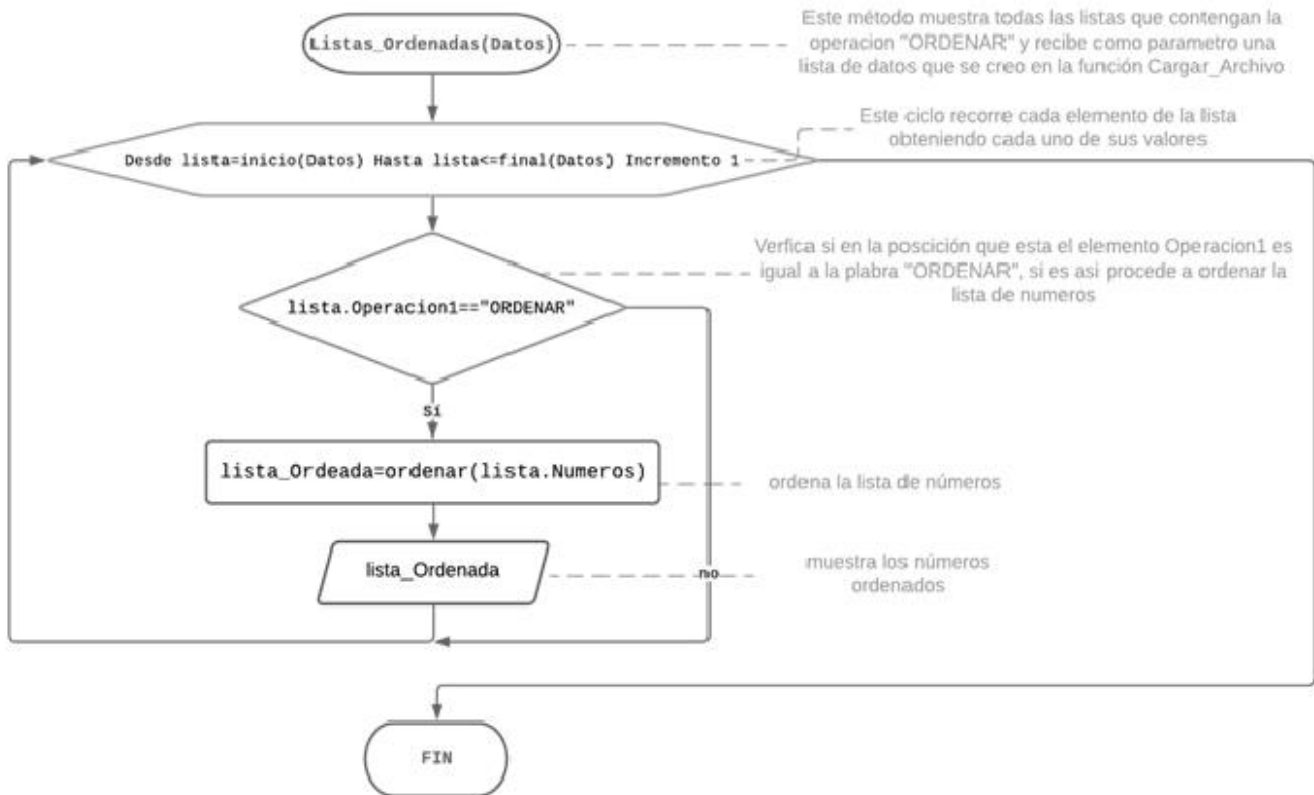 Listas_Ordenadas(Datos)
Este método muestra todas las listas que contengan la
operacion "ORDENAR" y recibe como parametro una
lista de datos que se creo en la función Cargar_Archivo
Este ciclo recorre cada elemento de la lista
obteniendo cada uno de sus valores
Desde lista=inicio(Datos) Hasta lista<=final(Datos) Incremento 1
Verfica si en la poscición que esta el elemento Operacion1 es
igual a la plabra "ORDENAR", si es asi procede a ordenar la
lista de numeros
lista.Operacion1=="ORDENAR"
Sí
lista_Ordeada=ordenar(lista.Numeros)
ordena la lista de números
lista_Ordenada
no
muestra los números
ordenados
FIN